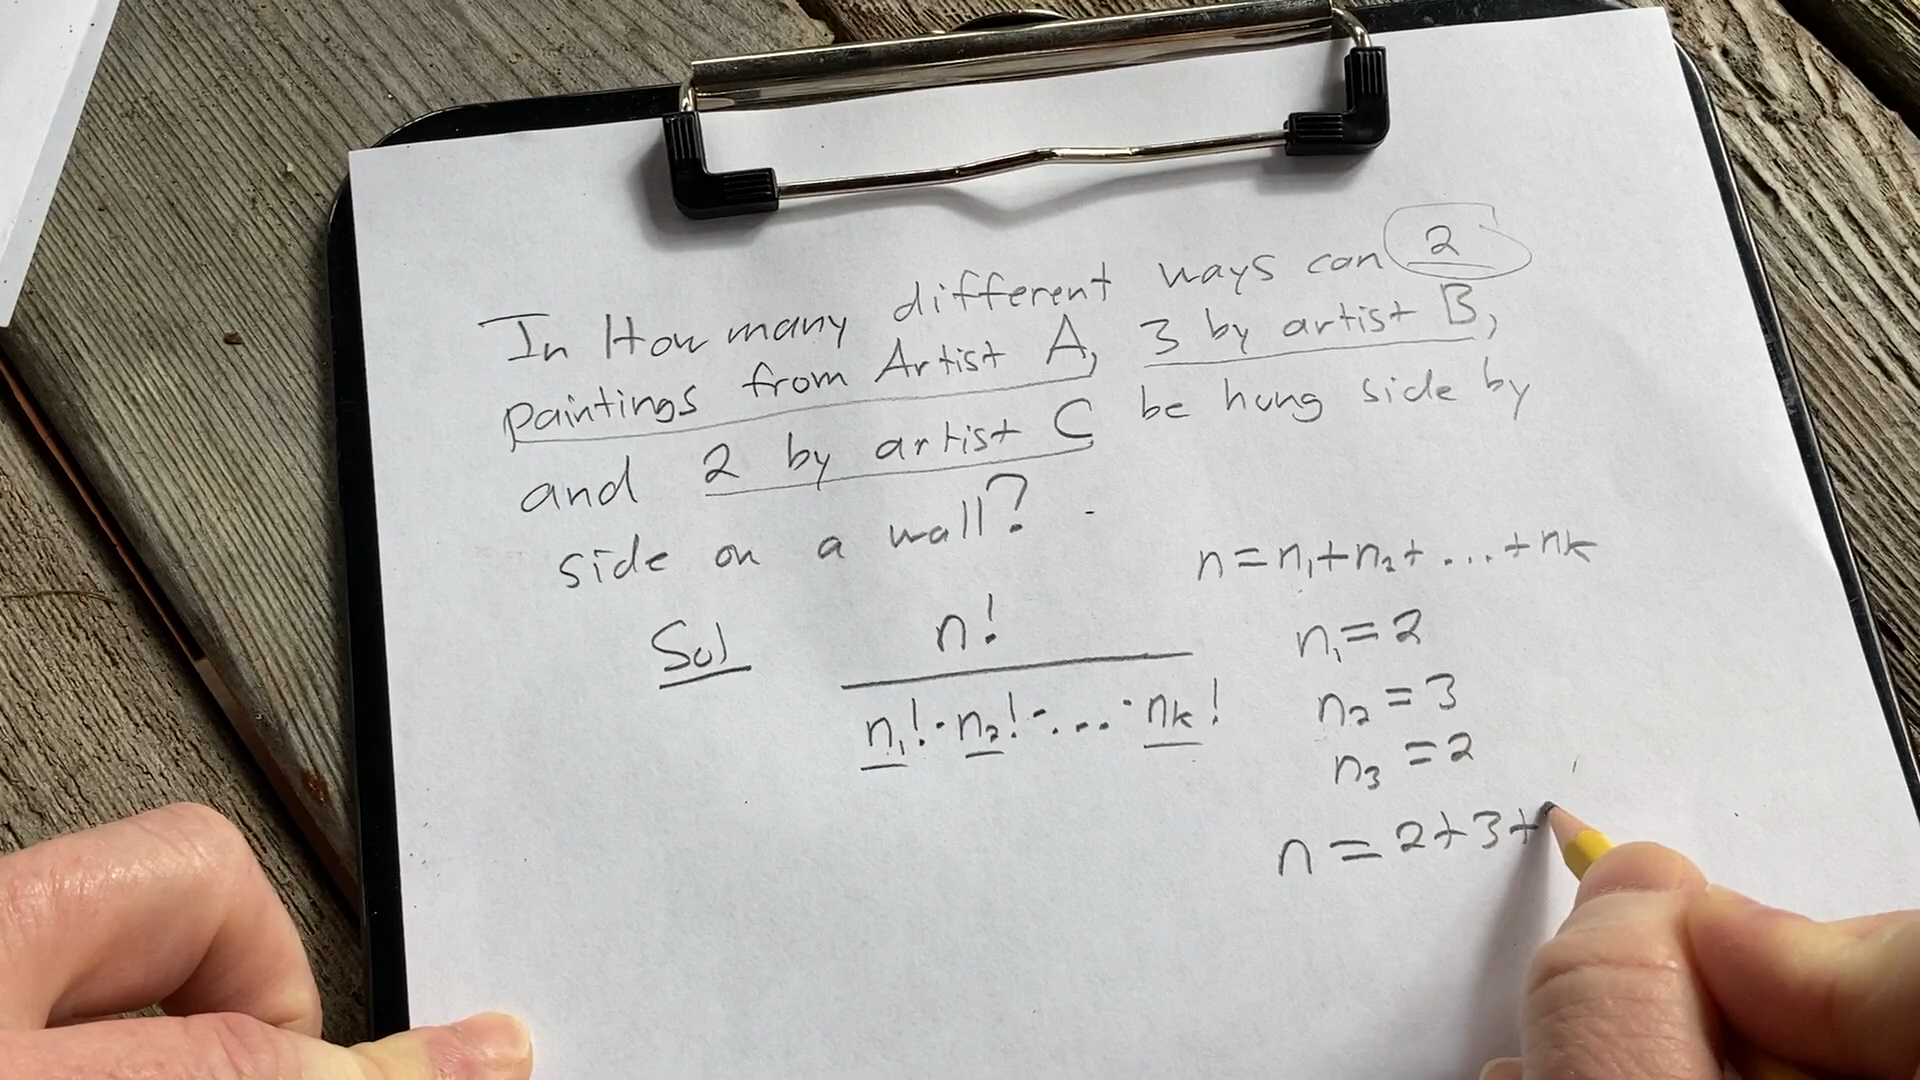 In How many different ways can 2
paintings from Artist A, 3 by artist B,
and 2 by artist C be hung side by
side on a wall?
n=n₁+n₂+...+nk
Sol
n!
n₁!·n₂!·...·nk!
n₁=2
n₂=3
n₃=2
n=2+3+